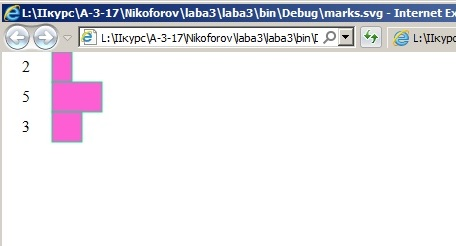 L:\IIкурс\A-3-17\Nikoforov\laba3\laba3\bin\Debug\marks.svg - Internet Ex
L:\IIкурс\A-3-17\Nikoforov\laba3\laba3\bin\D L:\IIкурс
2
5
3